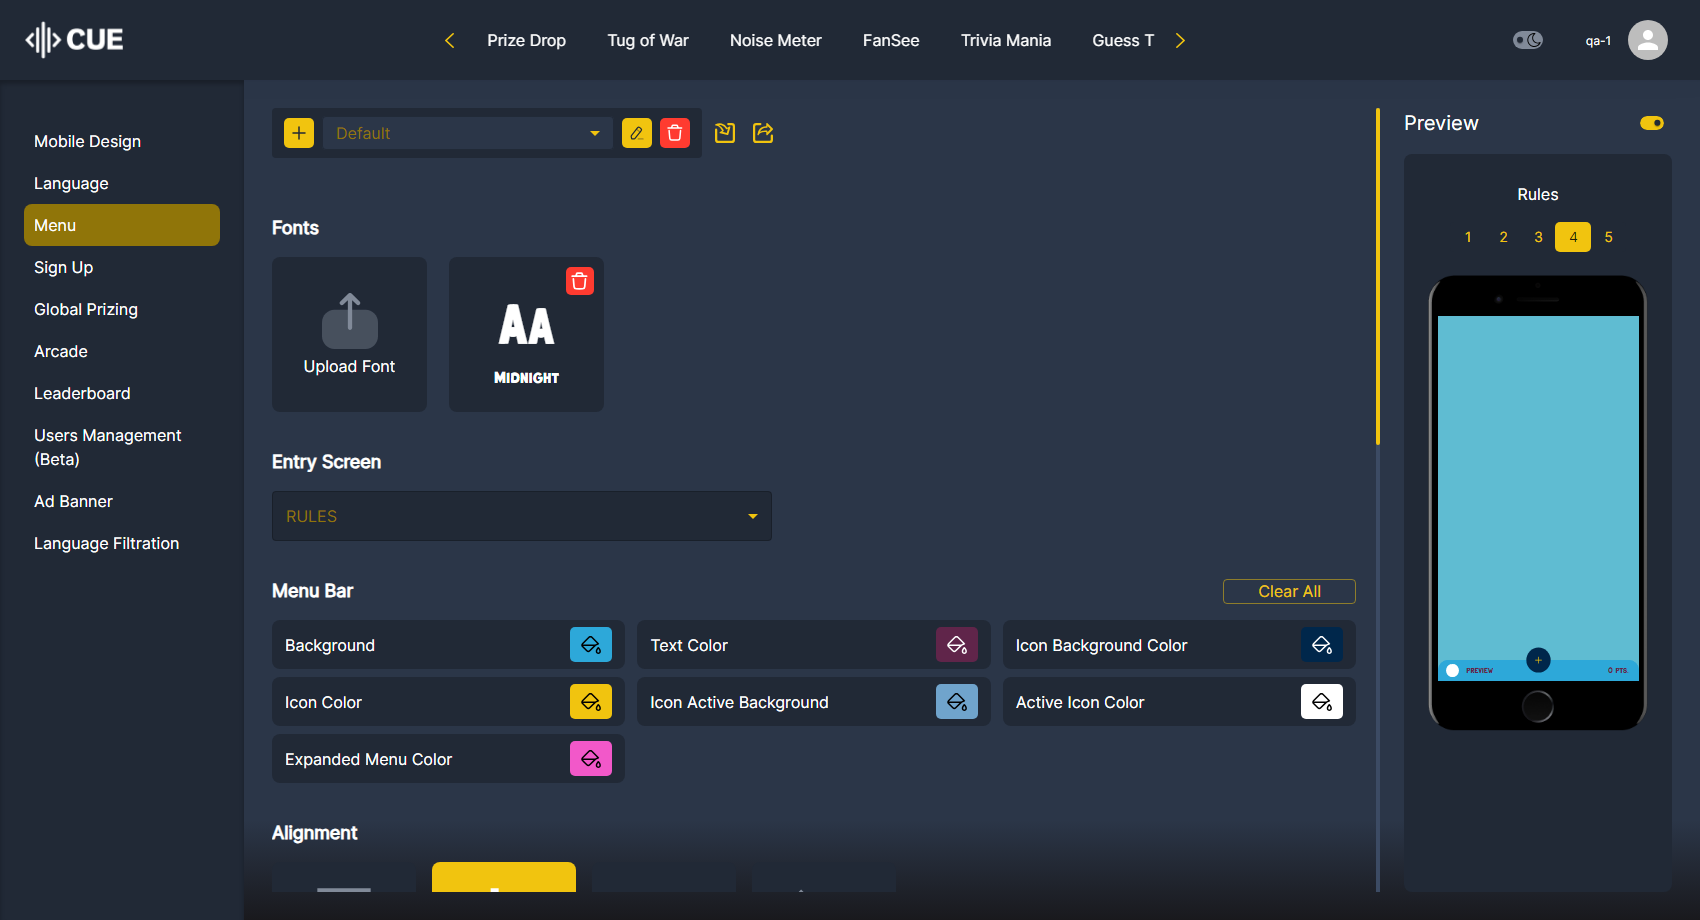 CUE
Prize Drop
Tug of War
Noise Meter
FanSee
Trivia Mania
Guess T
qa-1
Mobile Design
Language
Menu
Sign Up
Global Prizing
Arcade
Leaderboard
Users Management
(Beta)
Ad Banner
Language Filtration
Default
Fonts
Upload Font
AA
MIDNIGHT
Entry Screen
RULES
Menu Bar
Clear All
Background
Text Color
Icon Background Color
Icon Color
Icon Active Background
Active Icon Color
Expanded Menu Color
Alignment
Preview
Rules
1 2 3 4 5
PREVIEW
0 PTS